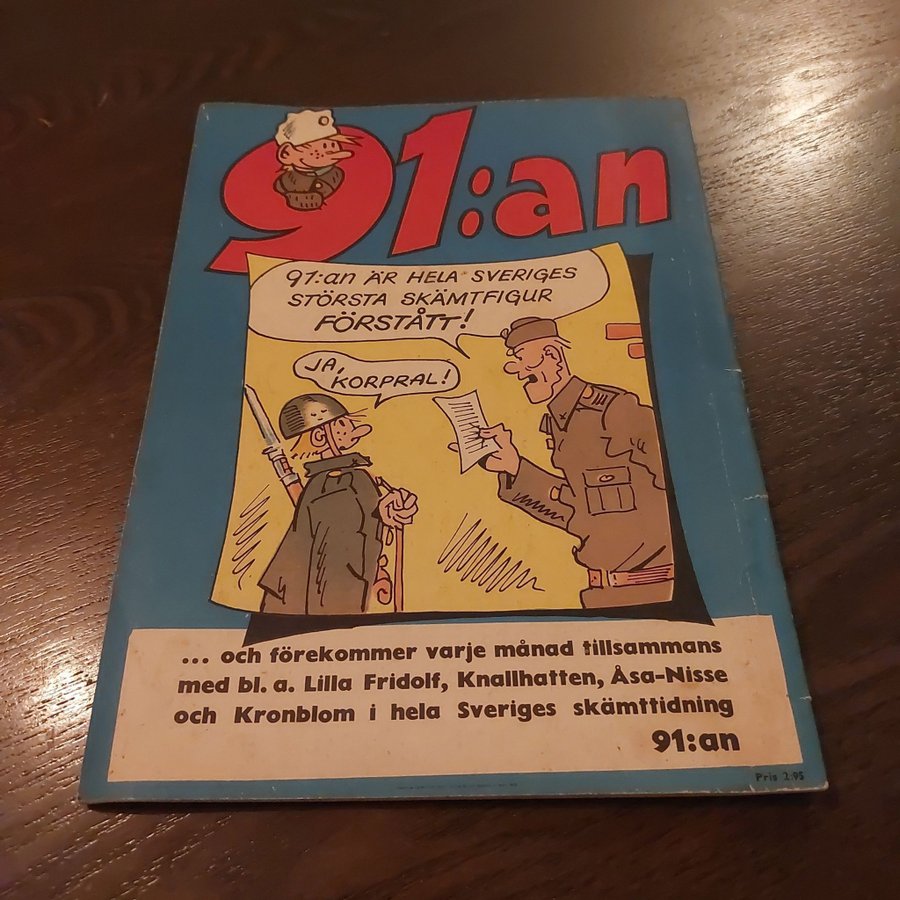 91:an
91:an ÄR HELA SVERIGES
STÖRSTA SKÄMTFIGUR
FÖRSTÅTT!
JA,
KORPRAL!
... och förekommer varje månad tillsammans
med bl. a. Lilla Fridolf, Knallhatten, Åsa-Nisse
och Kronblom i hela Sveriges skämttidning
91:an
Pris 2:95